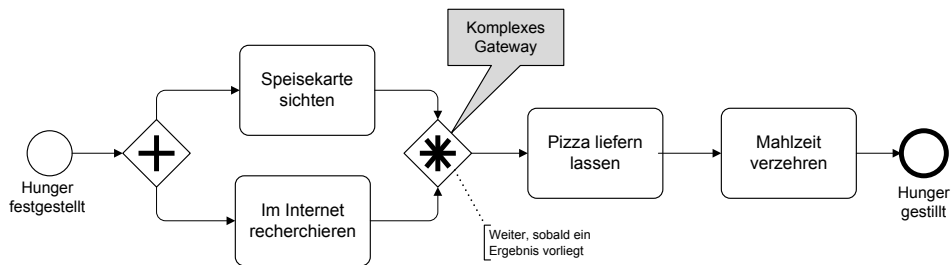 Komplexes
Gateway
Speisekarte
sichten
Hunger
festgestellt
Im Internet
recherchieren
Pizza liefern
lassen
Mahlzeit
verzehren
Hunger
gestillt
Weiter, sobald ein
Ergebnis vorliegt